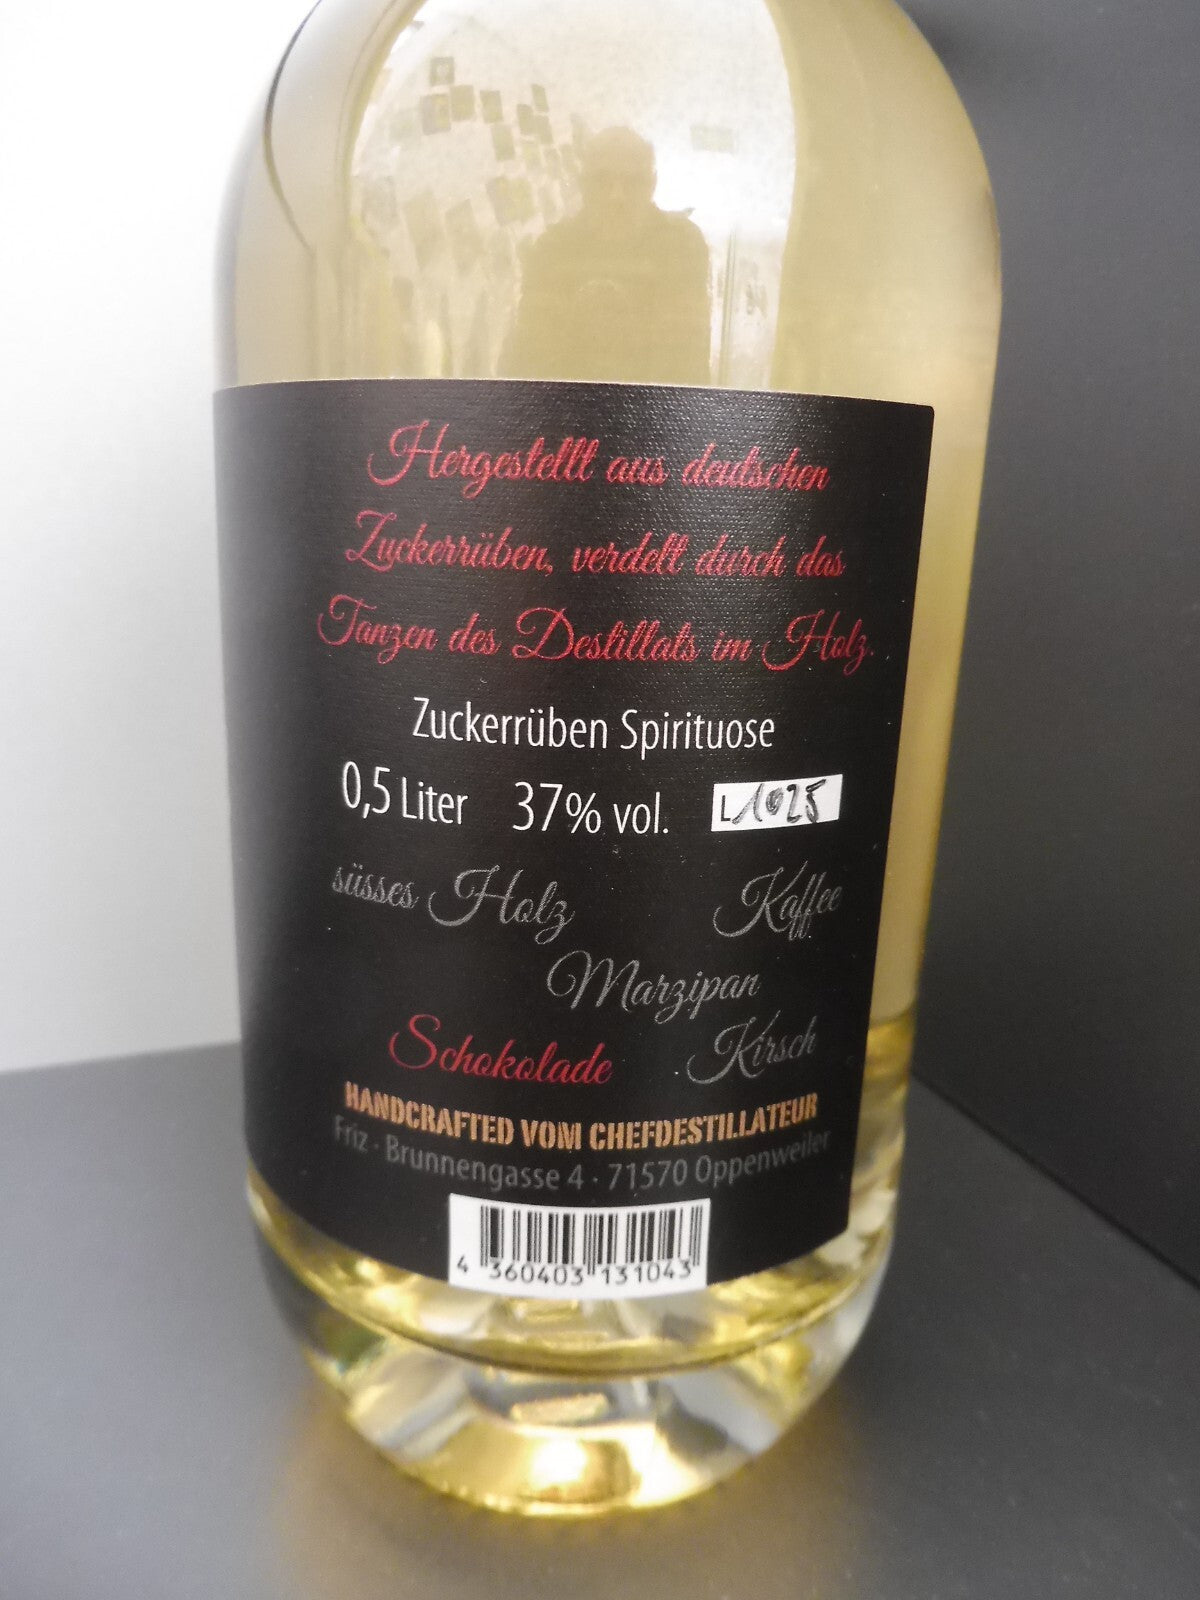 Hergestellt aus deutschen
Zuckerrüben, verdelt durch das
Tanzen des Destillats im Holz.
Zuckerrüben Spirituose
0,5 Liter 37% vol. L1025
süsses Holz Kaffee
Marzipan
Schokolade Kirsch
HANDCRAFTED VOM CHEFDESTILLATEUR
Friz · Brunnengasse 4 · 71570 Oppenweiler
4 360403 131043